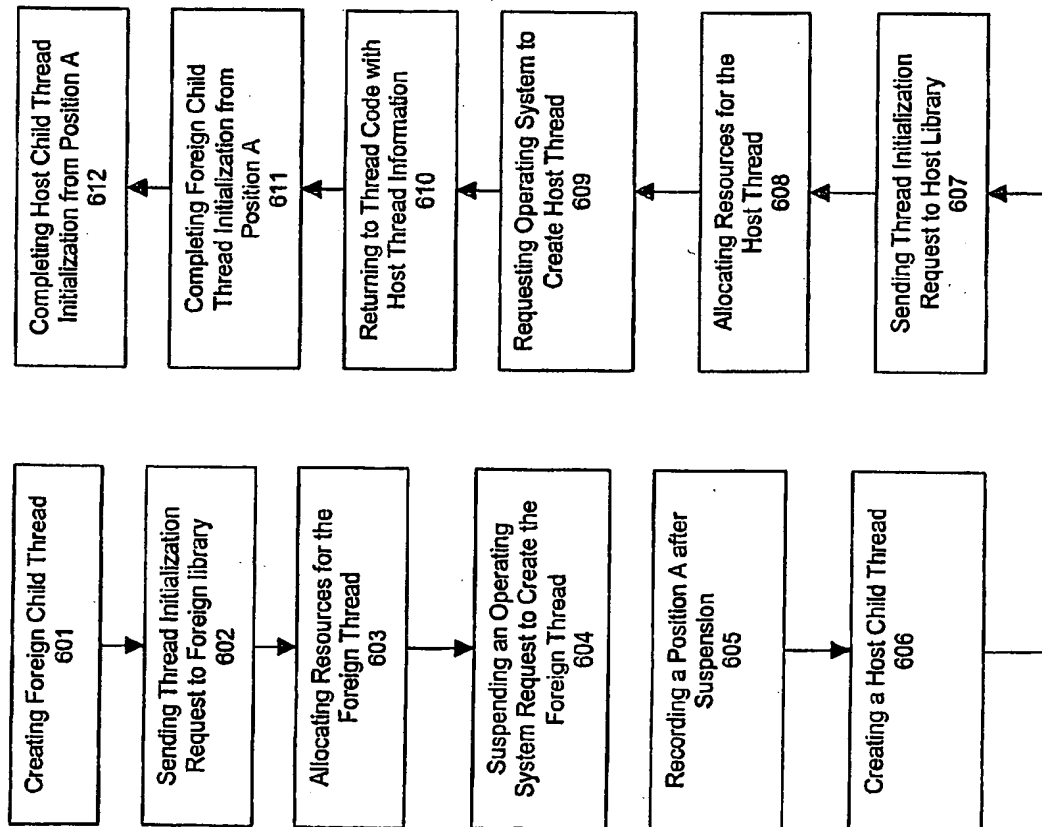 Creating Foreign Child Thread
601
Sending Thread Initialization
Request to Foreign library
602
Allocating Resources for the
Foreign Thread
603
Suspending an Operating
System Request to Create the
Foreign Thread
604
Recording a Position A after
Suspension
605
Creating a Host Child Thread
606
Sending Thread Initialization
Request to Host Library
607
Allocating Resources for the
Host Thread
608
Requesting Operating System to
Create Host Thread
609
Returning to Thread Code with
Host Thread Information
610
Completing Foreign Child
Thread Initialization from
Position A
611
Completing Host Child Thread
Initialization from Position A
612